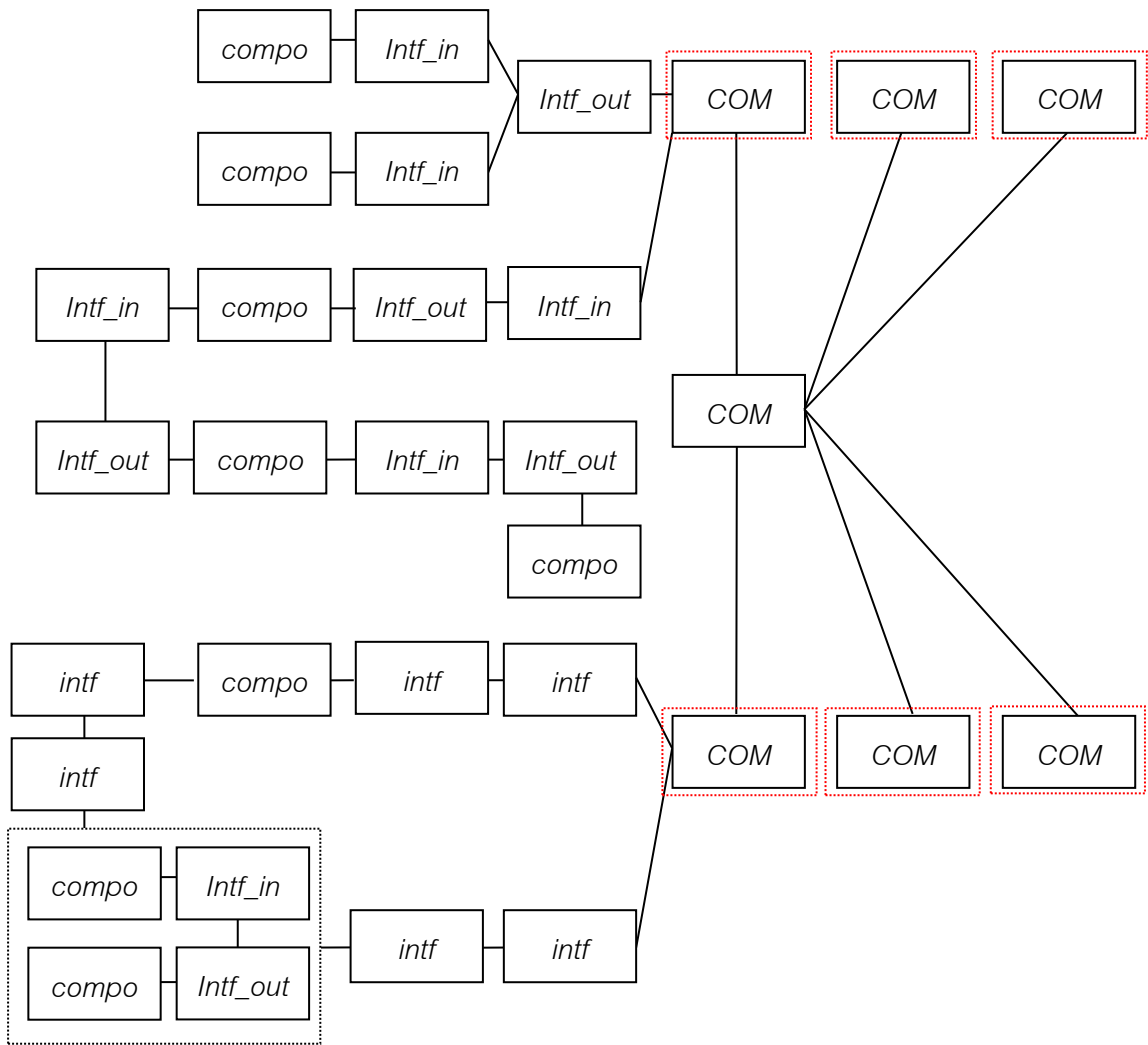 compo Intf_in
Intf_out COM COM COM
compo Intf_in
Intf_in compo Intf_out Intf_in
COM
Intf_out compo Intf_in Intf_out
compo
intf compo intf intf
intf COM COM COM
compo Intf_in
intf intf
compo Intf_out